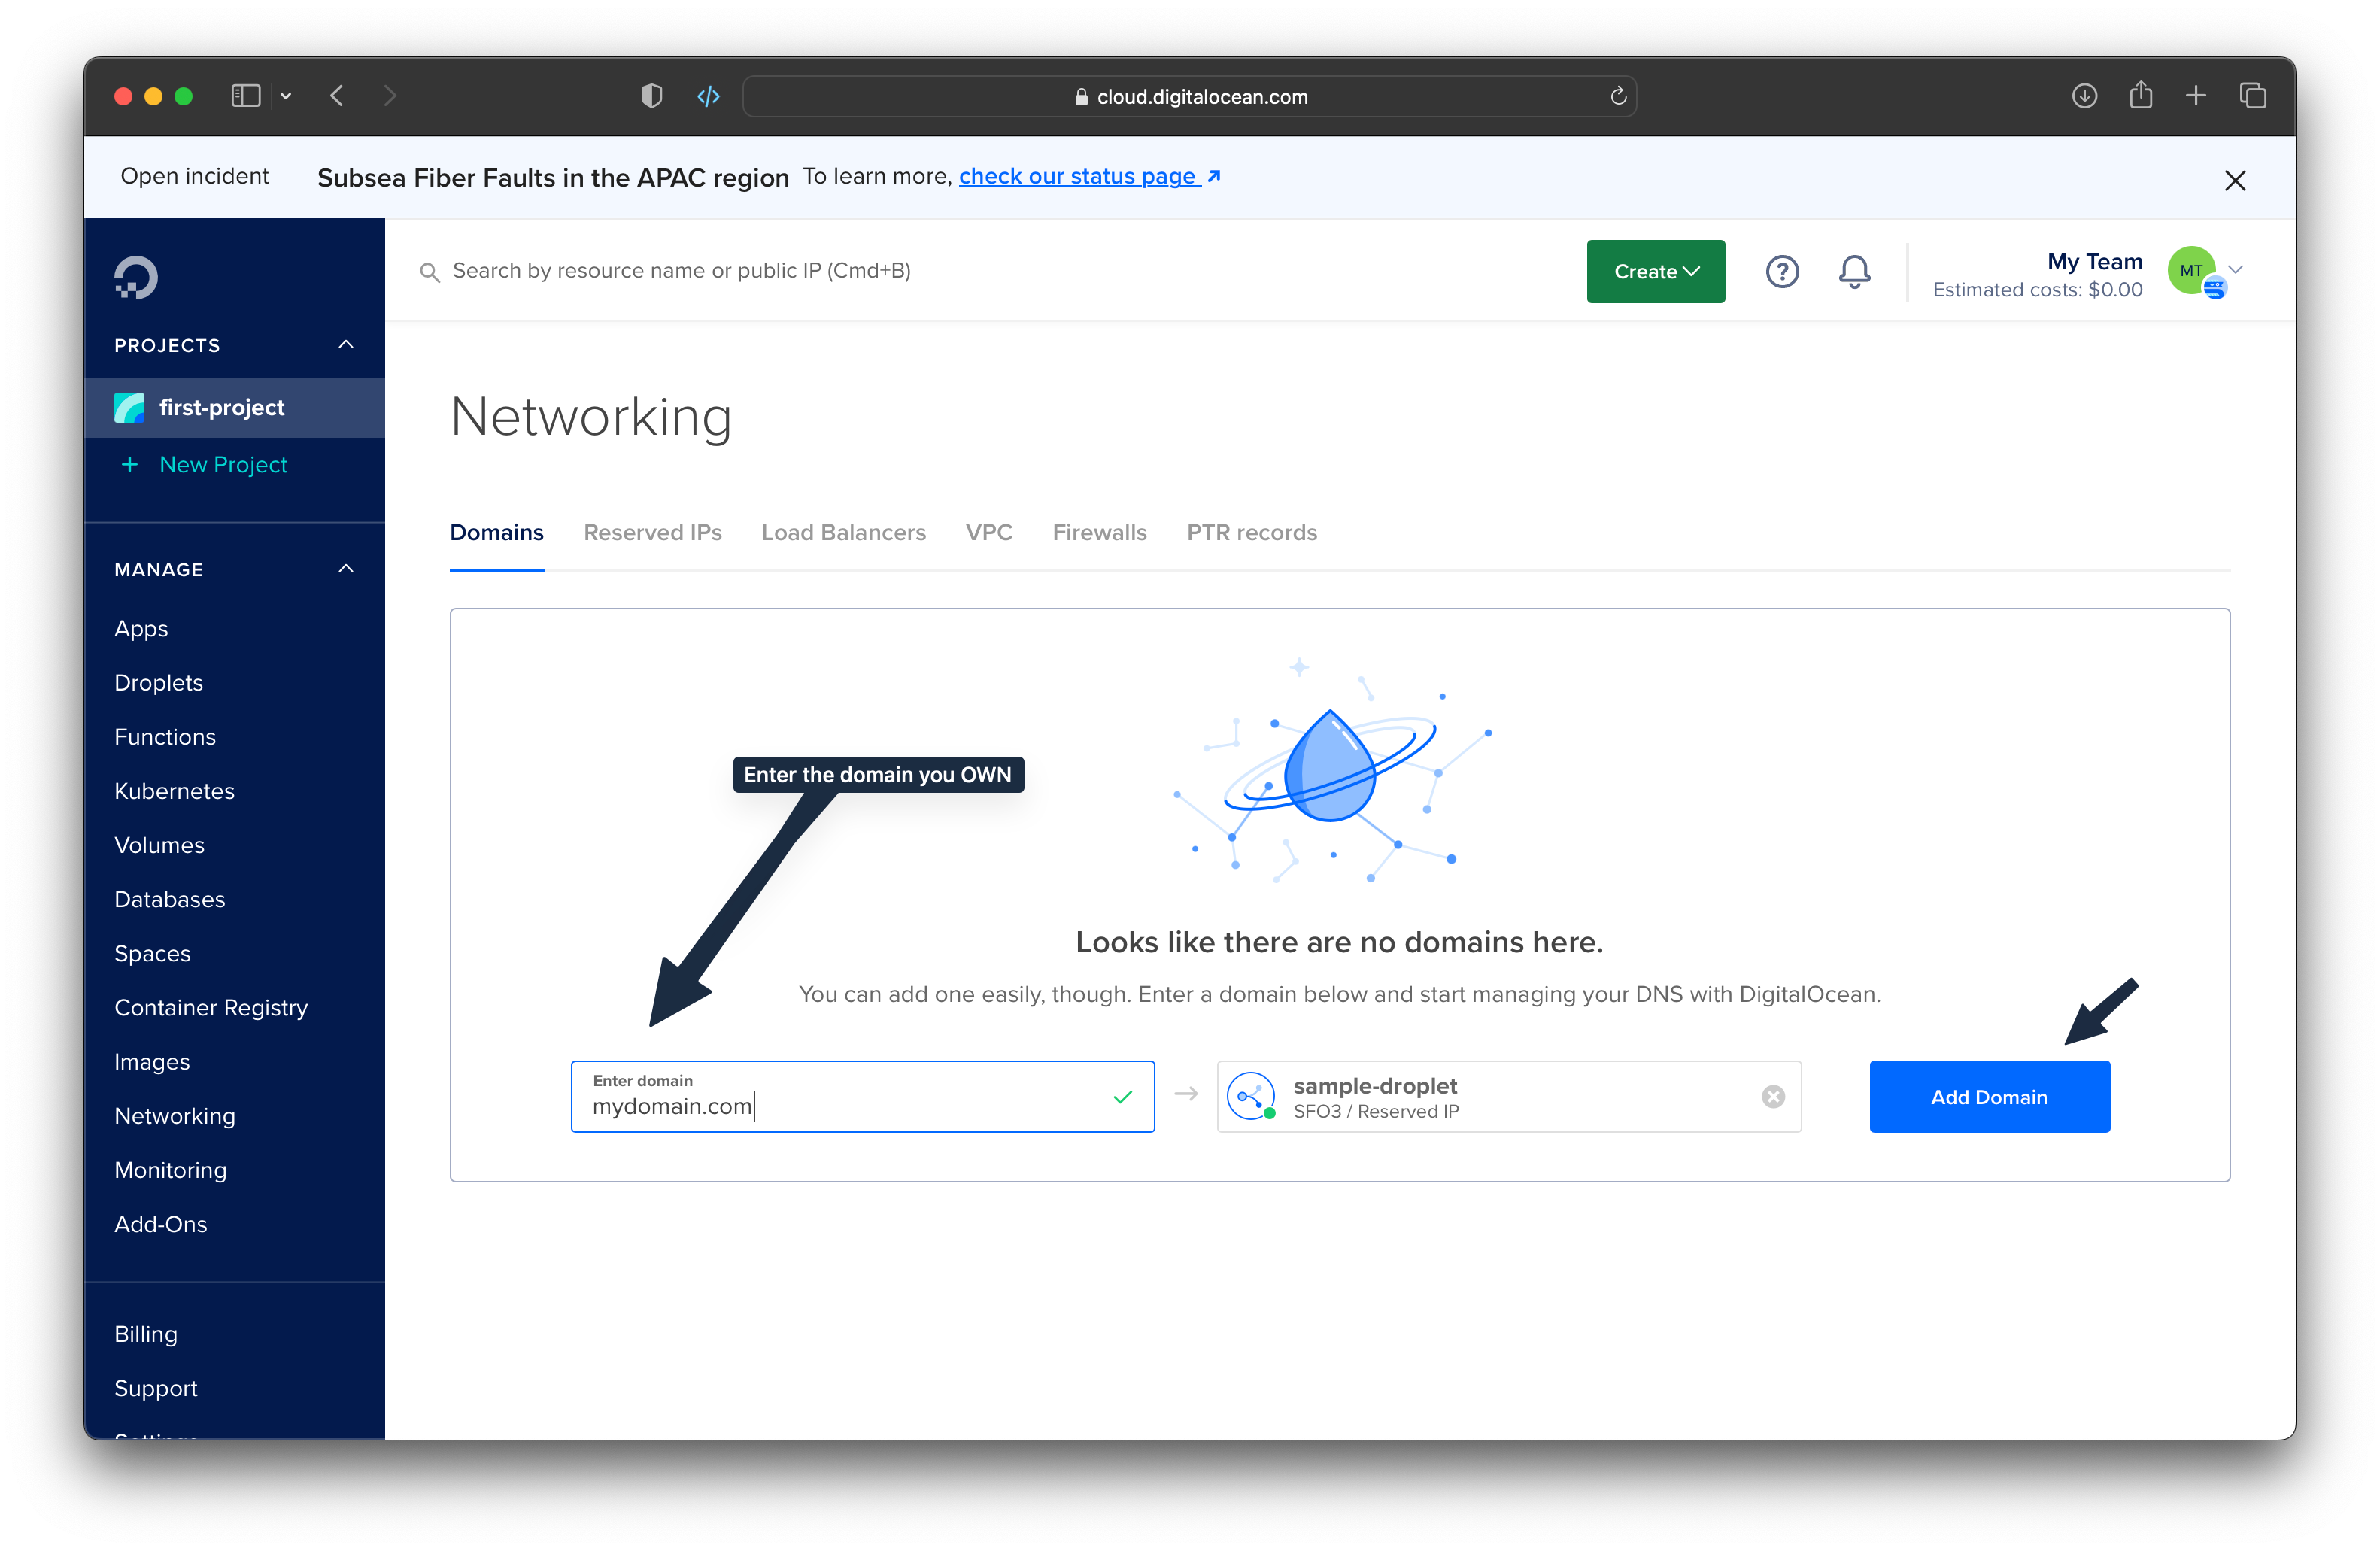 cloud.digitalocean.com
Open incident Subsea Fiber Faults in the APAC region To learn more, check our status page
Search by resource name or public IP (Cmd+B)
Create
My Team
Estimated costs: $0.00
MT
PROJECTS
first-project
+ New Project
MANAGE
Apps
Droplets
Functions
Kubernetes
Volumes
Databases
Spaces
Container Registry
Images
Networking
Monitoring
Add-Ons
Billing
Support
Networking
Domains Reserved IPs Load Balancers VPC Firewalls PTR records
Enter the domain you OWN
Looks like there are no domains here.
You can add one easily, though. Enter a domain below and start managing your DNS with DigitalOcean.
Enter domain
mydomain.com
sample-droplet
SFO3 / Reserved IP
Add Domain